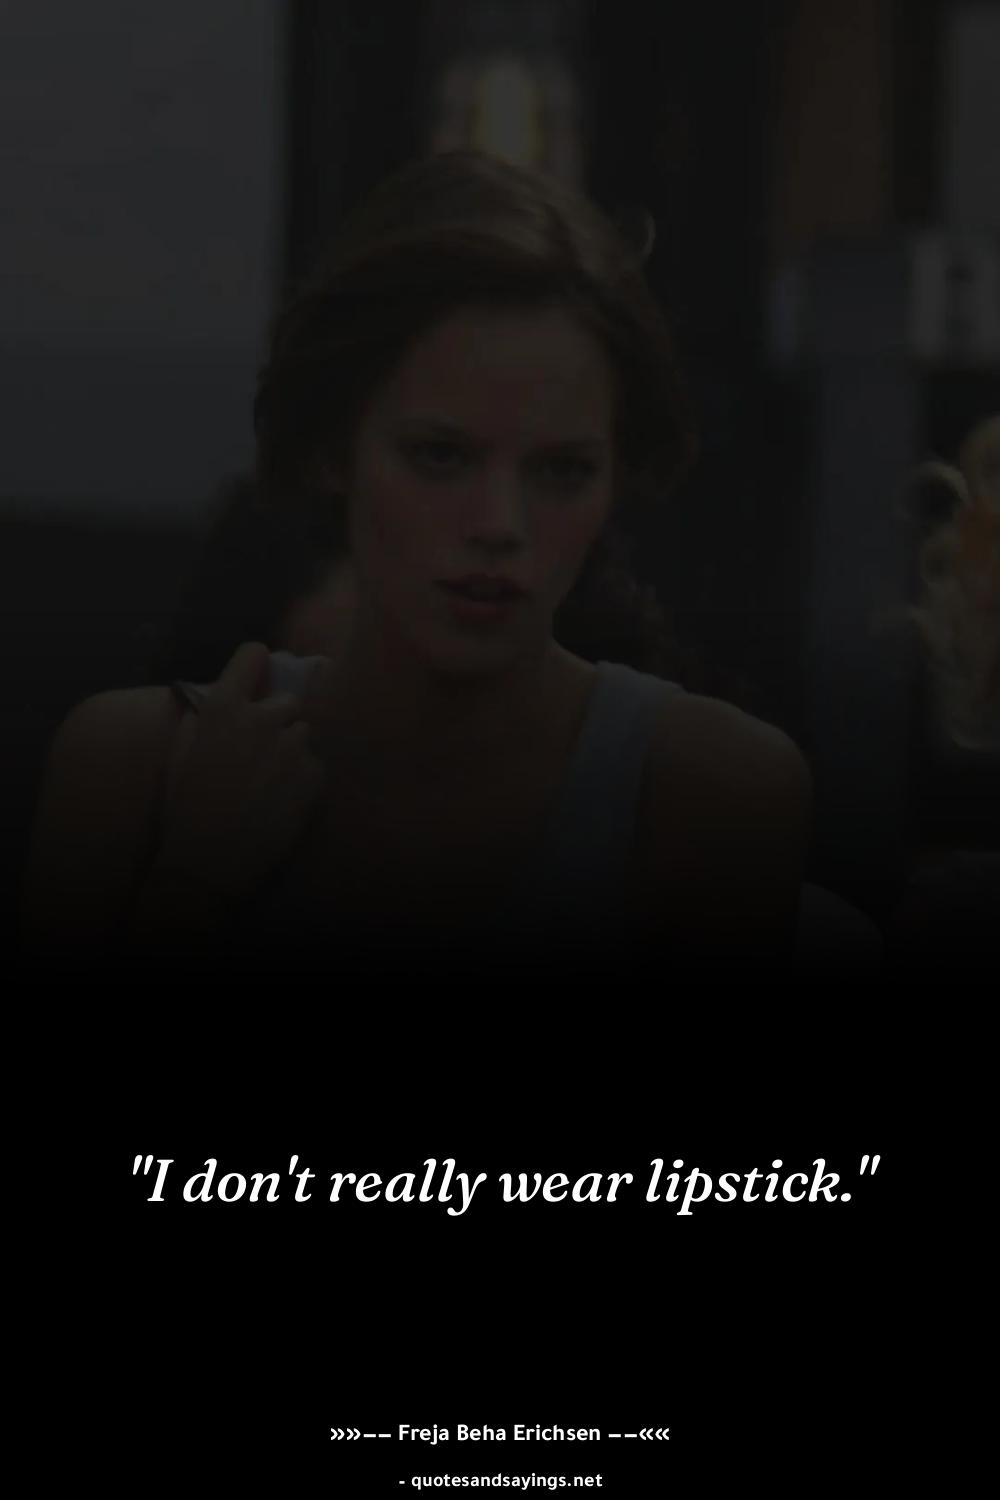 "I don't really wear lipstick."
»»−− Freja Beha Erichsen −−««
- quotesandsayings.net